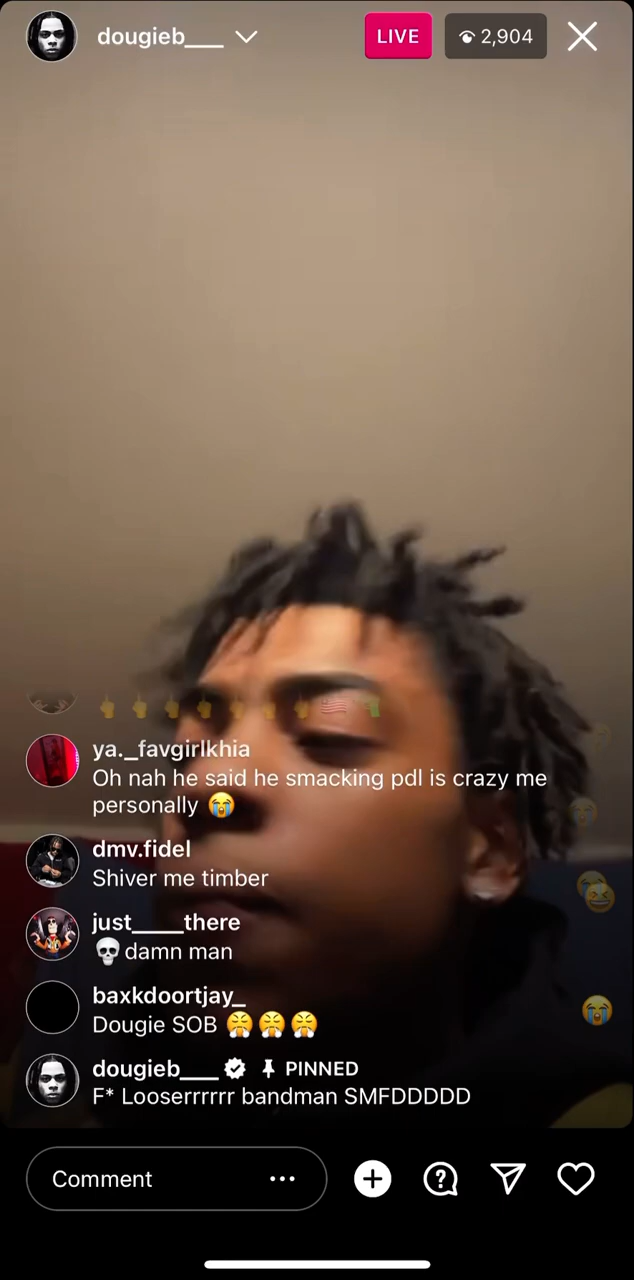 dougieb___
LIVE
2,904
ya._favgirlkhia
Oh nah he said he smacking pdl is crazy me
personally 😭
dmv.fidel
Shiver me timber
just____there
💀 damn man
baxkdoortjay_
Dougie SOB 😤 😤 😤
dougieb___ PINNED
F* Looserrrrrr bandman SMFDDDDD
Comment